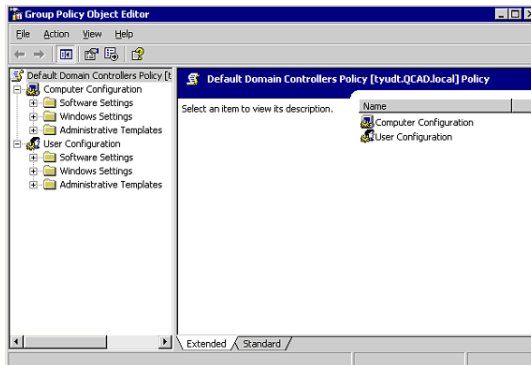 Group Policy Object Editor
File Action View Help
Default Domain Controllers Policy [t
Computer Configuration
Software Settings
Windows Settings
Administrative Templates
User Configuration
Software Settings
Windows Settings
Administrative Templates
Default Domain Controllers Policy [tyudt.QCAD.local] Policy
Select an item to view its description.
Name
Computer Configuration
User Configuration
Extended Standard